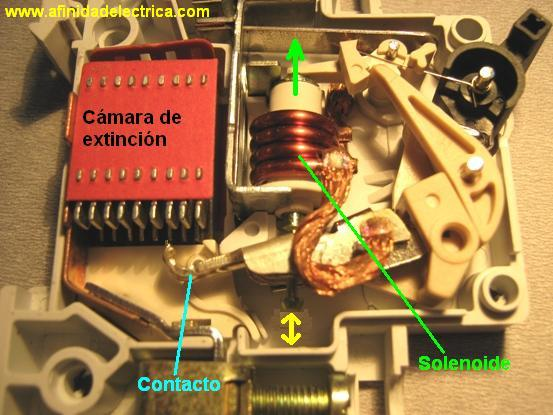 www.afinidadelectrica.com
Cámara de
extinción
Solenoide
Contacto